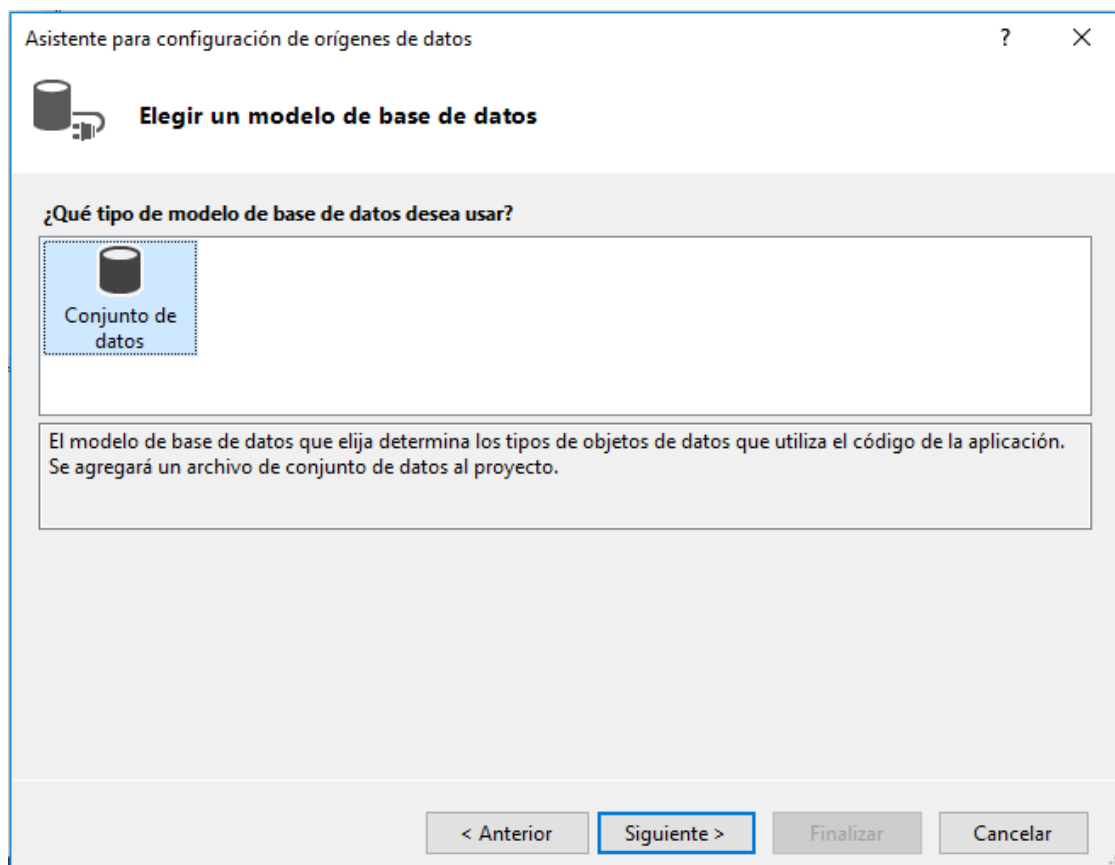 Asistente para configuración de orígenes de datos
?
Elegir un modelo de base de datos
¿Qué tipo de modelo de base de datos desea usar?
Conjunto de
datos
El modelo de base de datos que elija determina los tipos de objetos de datos que utiliza el código de la aplicación.
Se agregará un archivo de conjunto de datos al proyecto.
< Anterior
Siguiente >
Finalizar
Cancelar